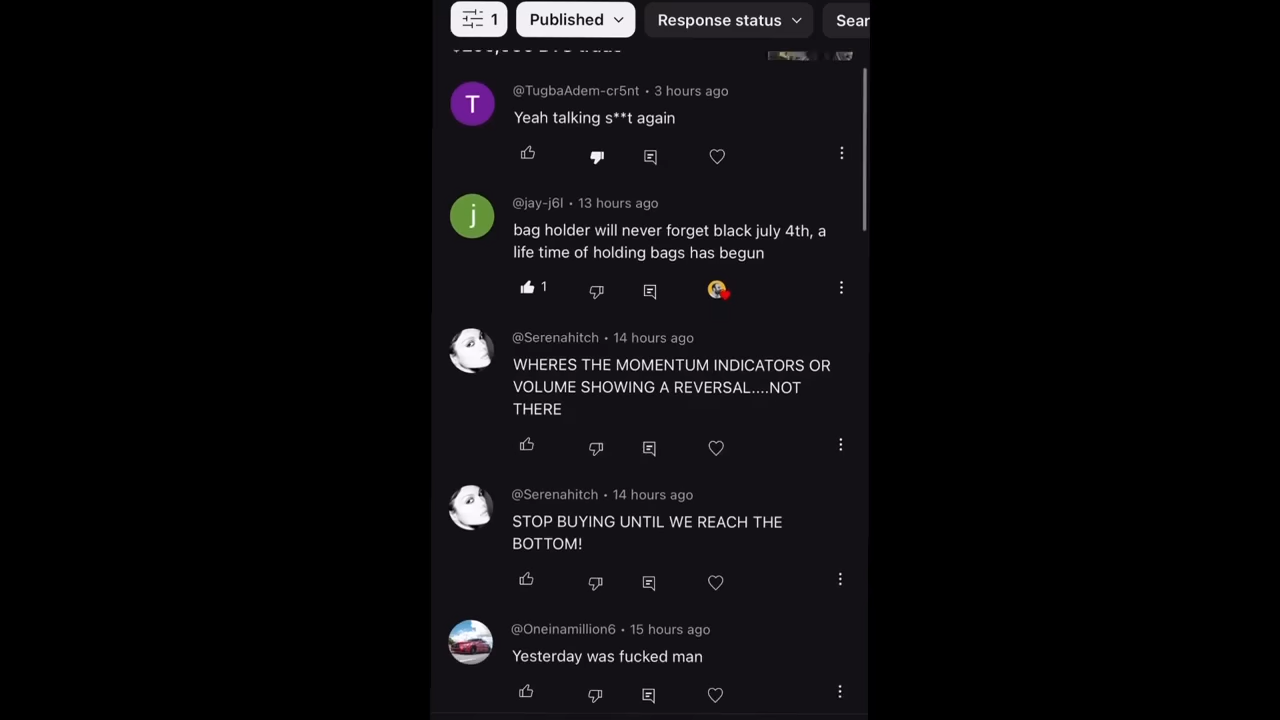 1
Published
Response status
Sear
@TugbaAdem-cr5nt • 3 hours ago
T
Yeah talking s**t again
@jay-j6l • 13 hours ago
j
bag holder will never forget black july 4th, a
life time of holding bags has begun
1
@Serenahitch • 14 hours ago
WHERES THE MOMENTUM INDICATORS OR
VOLUME SHOWING A REVERSAL....NOT
THERE
@Serenahitch • 14 hours ago
STOP BUYING UNTIL WE REACH THE
BOTTOM!
@Oneinamillion6 • 15 hours ago
Yesterday was fucked man